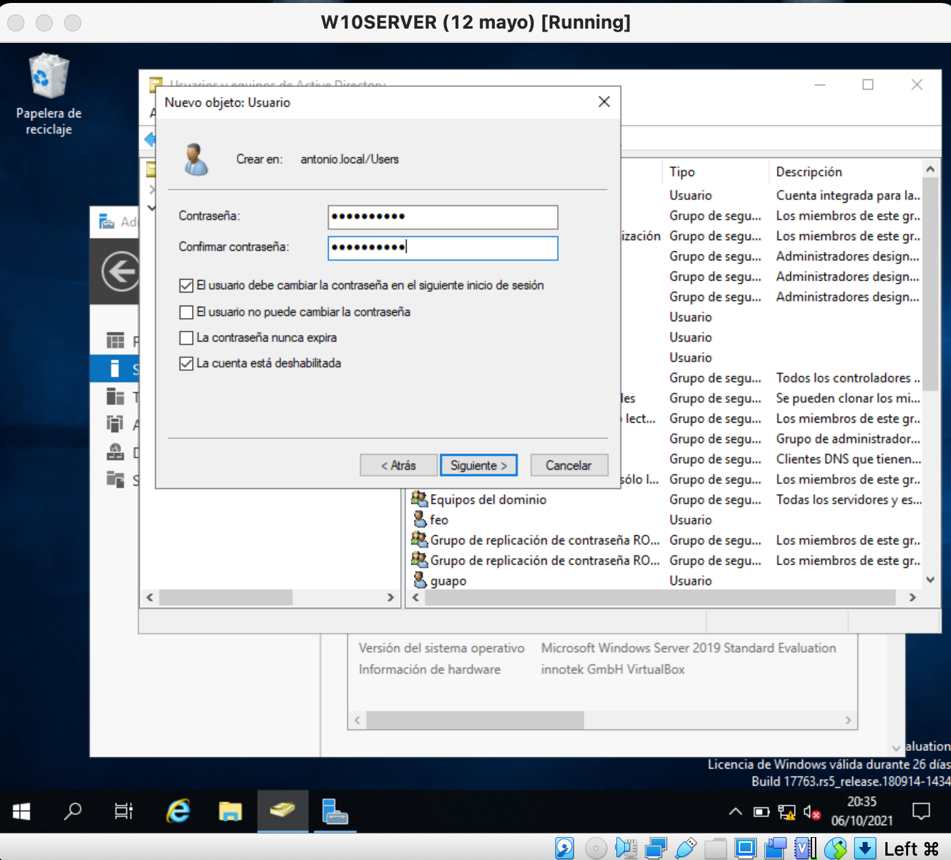 W10SERVER (12 mayo) [Running]
Papelera de
reciclaje
Usuarios y equipos de Active Directory
Nuevo objeto: Usuario
Crear en: antonio.local/Users
Contraseña:
Confirmar contraseña:
El usuario debe cambiar la contraseña en el siguiente inicio de sesión
El usuario no puede cambiar la contraseña
La contraseña nunca expira
La cuenta está deshabilitada
< Atrás
Siguiente >
Cancelar
Tipo Descripción
Usuario Cuenta integrada para la...
Grupo de segu... Los miembros de este gr...
ización Grupo de segu... Los miembros de este gr...
Grupo de segu... Administradores design...
Grupo de segu... Administradores design...
Grupo de segu... Administradores design...
Usuario
Usuario
Usuario
Grupo de segu... Todos los controladores ...
les Grupo de segu... Se pueden clonar los mi...
lect... Grupo de segu... Los miembros de este gr...
Grupo de segu... Grupo de administrador...
Grupo de segu... Clientes DNS que tienen...
sólo l... Grupo de segu... Los miembros de este gr...
Equipos del dominio Grupo de segu... Todas los servidores y es...
feo Usuario
Grupo de replicación de contraseña RO... Grupo de segu... Los miembros de este gr...
Grupo de replicación de contraseña RO... Grupo de segu... Los miembros de este gr...
guapo Usuario
Versión del sistema operativo Microsoft Windows Server 2019 Standard Evaluation
Información de hardware innotek GmbH VirtualBox
aluation
Licencia de Windows válida durante 26 días
Build 17763.rs5_release.180914-1434
20:35
06/10/2021
Left ⌘